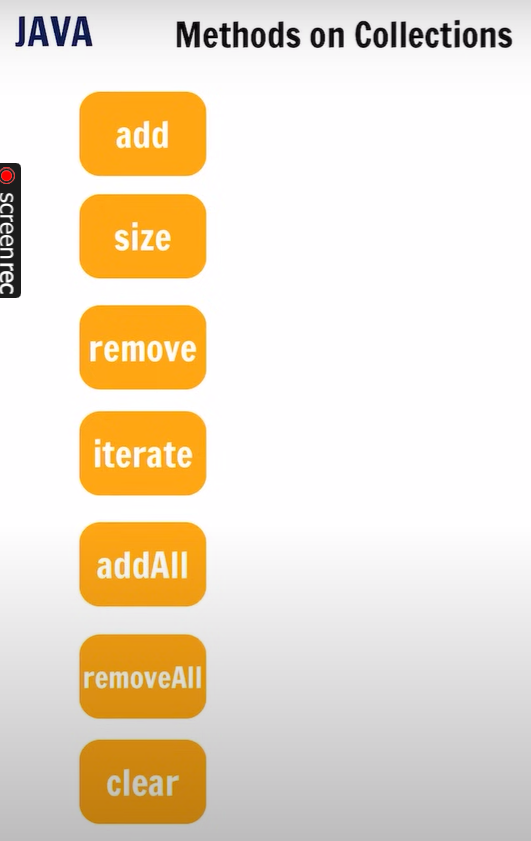 JAVA
Methods on Collections
add
screenrec
size
remove
iterate
addAll
removeAll
clear